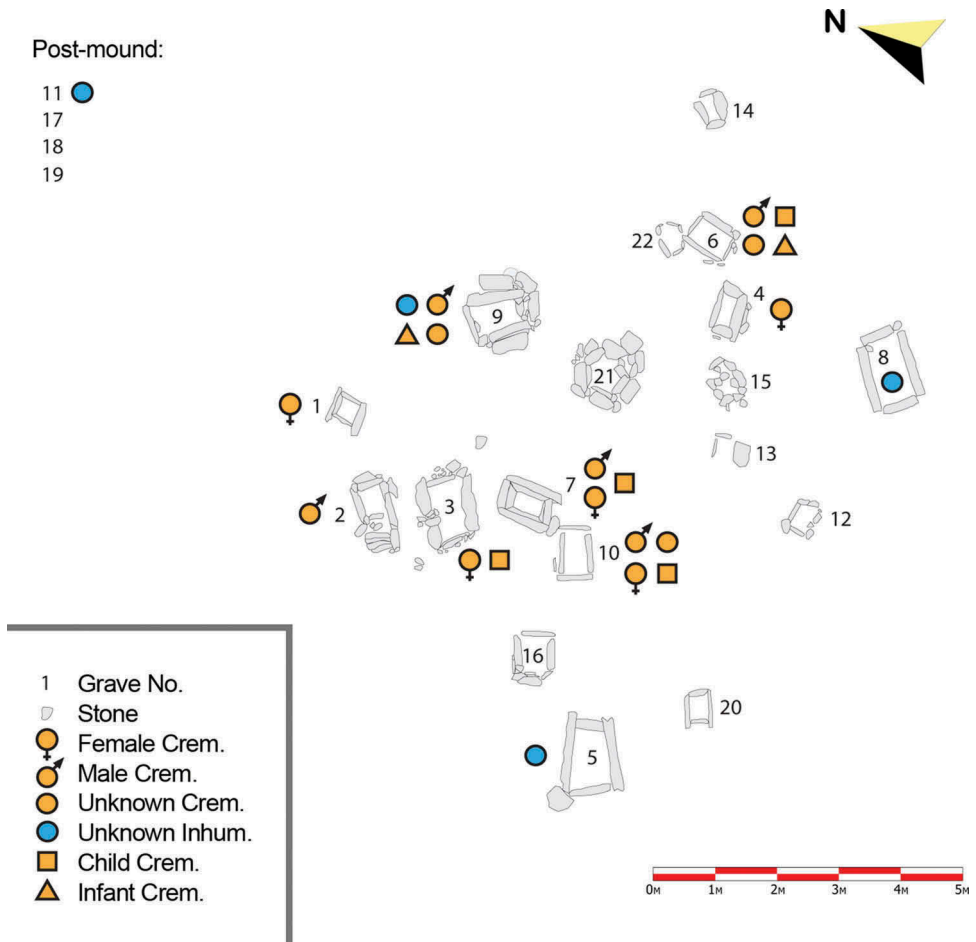 N
Post-mound:
11
17
18
19
14
22
6
4
9
8
21
15
1
13
7
3
2
12
10
16
20
5
1 Grave No.
Stone
Female Crem.
Male Crem.
Unknown Crem.
Unknown Inhum.
Child Crem.
Infant Crem.
0M 1M 2M 3M 4M 5M